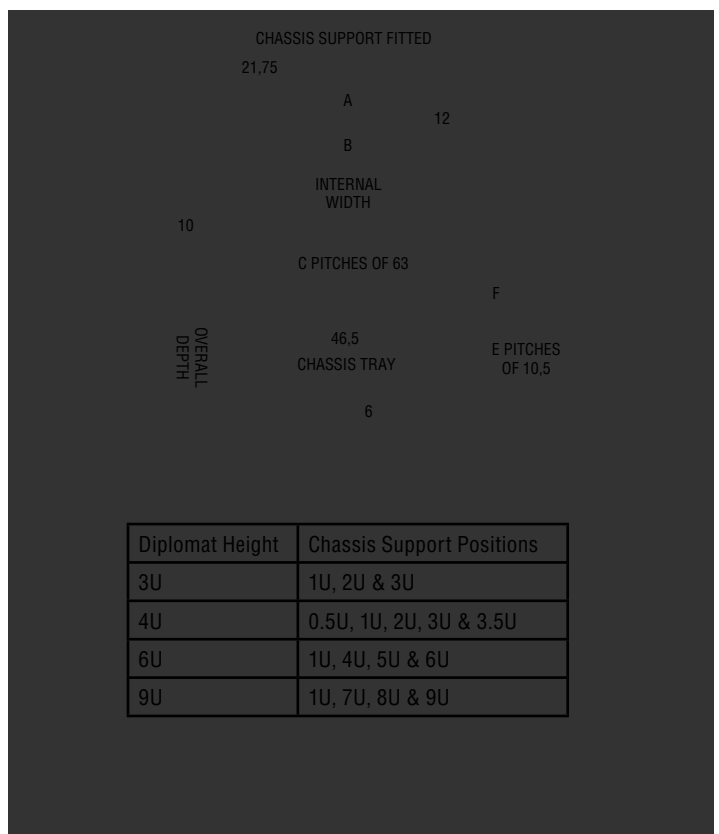 CHASSIS SUPPORT FITTED
21,75
A
12
B
INTERNAL
WIDTH
10
C PITCHES OF 63
F
OVERALL
DEPTH
46,5
CHASSIS TRAY
E PITCHES
OF 10,5
6
Diplomat Height Chassis Support Positions
3U 1U, 2U & 3U
4U 0.5U, 1U, 2U, 3U & 3.5U
6U 1U, 4U, 5U & 6U
9U 1U, 7U, 8U & 9U